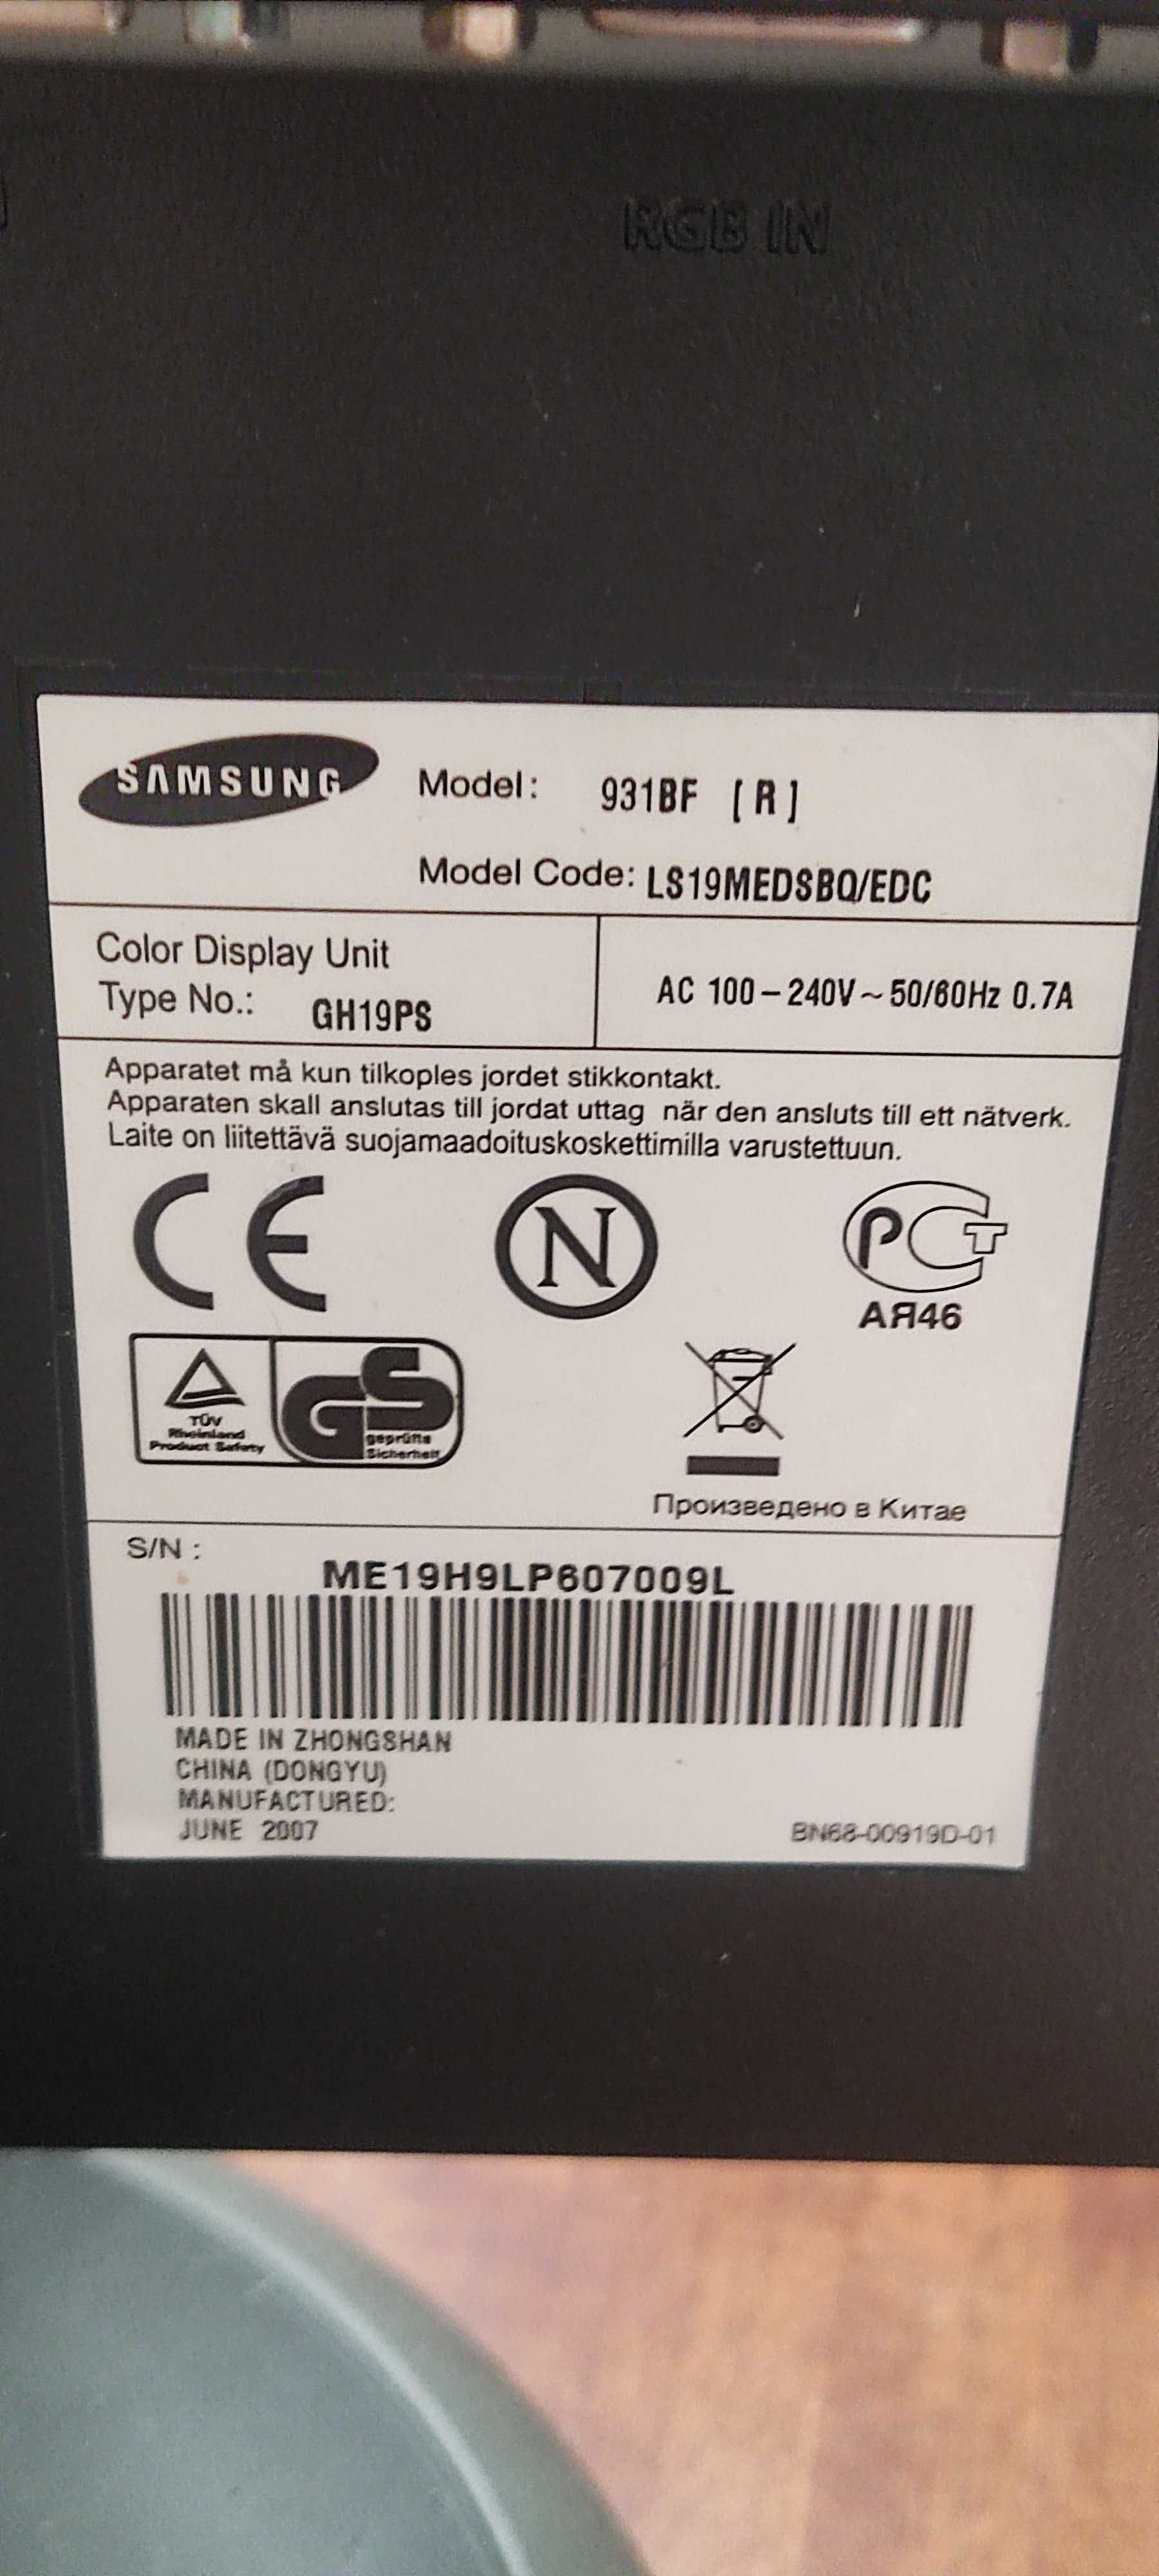 RGB IN
SAMSUNG Model: 931BF [R]
Model Code: LS19MEDSBQ/EDC
Color Display Unit
Type No.: GH19PS
AC 100–240V~50/60Hz 0.7A
Apparatet må kun tilkoples jordet stikkontakt.
Apparaten skall anslutas till jordat uttag när den ansluts till ett nätverk.
Laite on liitettävä suojamaadoituskoskettimilla varustettuun.
CE N РСТ
АЯ46
TÜV
Rheinland
Product Safety
GS
geprüfte
Sicherheit
Произведено в Китае
S/N :
ME19H9LP607009L
MADE IN ZHONGSHAN
CHINA (DONGYU)
MANUFACTURED:
JUNE 2007
BN68-00919D-01